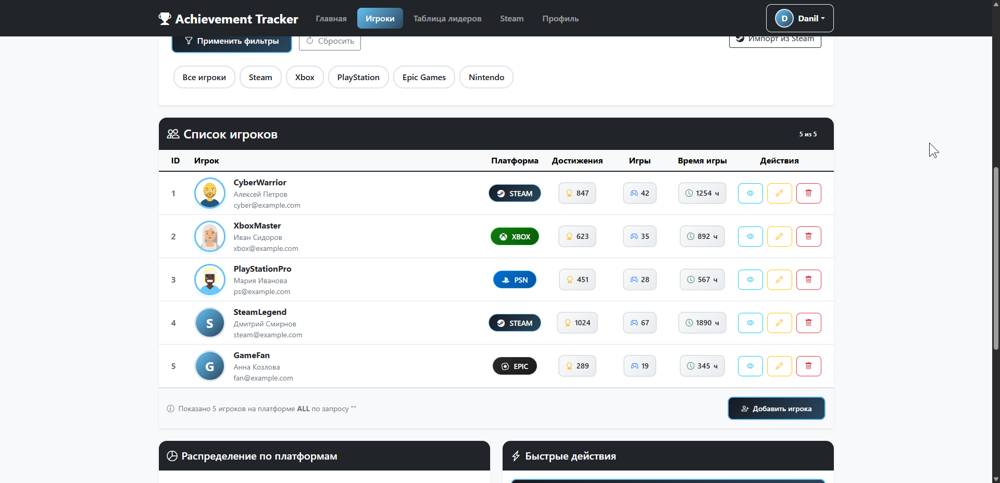 Achievement Tracker Главная Игроки Таблица лидеров Steam Профиль D Danil
Применить фильтры Сбросить Импорт из Steam
Все игроки Steam Xbox PlayStation Epic Games Nintendo
Список игроков 5 из 5
ID Игрок Платформа Достижения Игры Время игры Действия
CyberWarrior
1 Алексей Петров STEAM 847 42 1254 ч
cyber@example.com
XboxMaster
2 Иван Сидоров XBOX 623 35 892 ч
xbox@example.com
PlayStationPro
3 Мария Иванова PSN 451 28 567 ч
ps@example.com
SteamLegend
4 S Дмитрий Смирнов STEAM 1024 67 1890 ч
steam@example.com
GameFan
5 G Анна Козлова EPIC 289 19 345 ч
fan@example.com
Показано 5 игроков на платформе ALL по запросу "" Добавить игрока
Распределение по платформам Быстрые действия